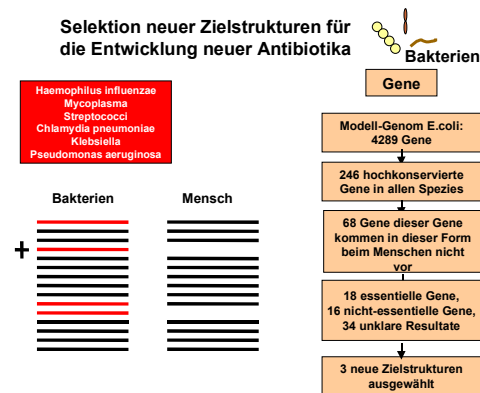 Selektion neuer Zielstrukturen für
die Entwicklung neuer Antibiotika
Bakterien
Gene
Haemophilus influenzae
Mycoplasma
Streptococci
Chlamydia pneumoniae
Klebsiella
Pseudomonas aeruginosa
Bakterien
Mensch
+
Modell-Genom E.coli:
4289 Gene
246 hochkonservierte
Gene in allen Spezies
68 Gene dieser Gene
kommen in dieser Form
beim Menschen nicht
vor
18 essentielle Gene,
16 nicht-essentielle Gene,
34 unklare Resultate
3 neue Zielstrukturen
ausgewählt